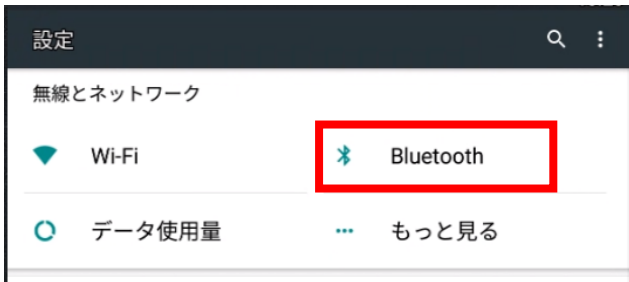 設定
無線とネットワーク
Wi-Fi
Bluetooth
データ使用量
もっと見る